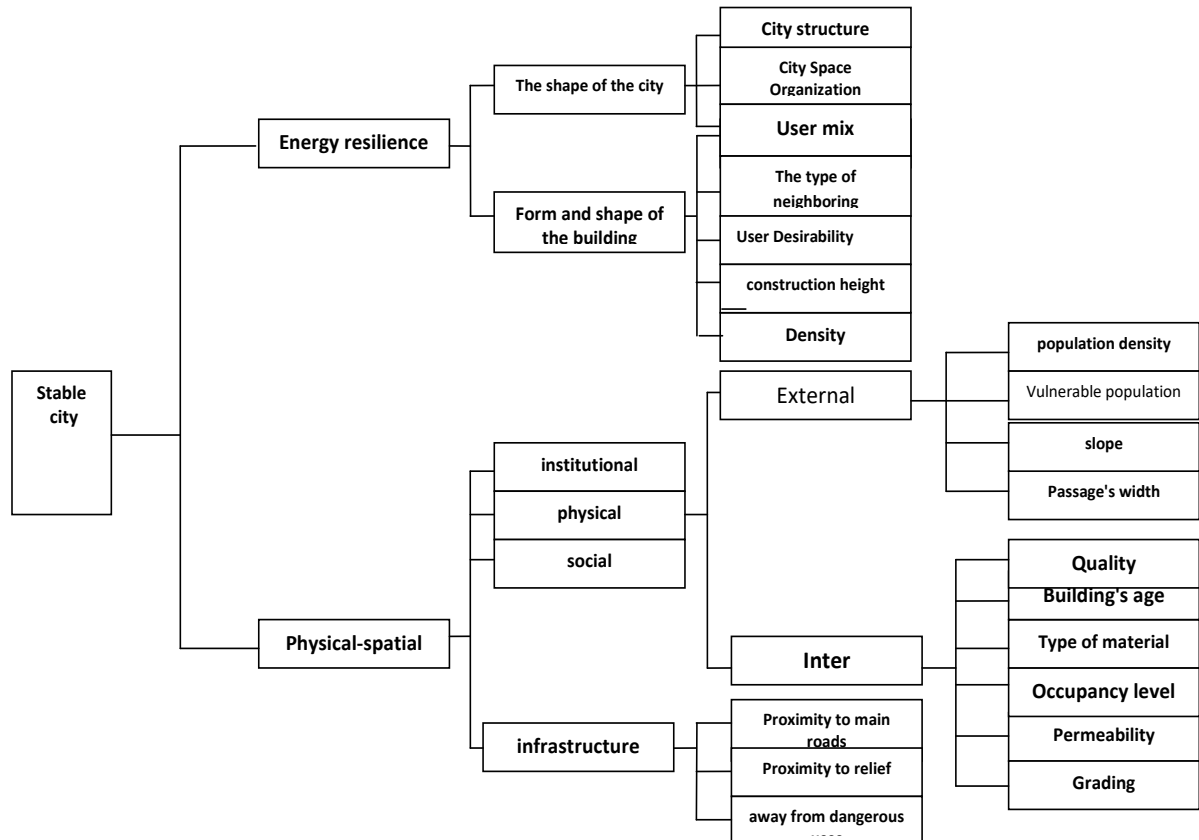 City structure
City Space
Organization
The shape of the city
User mix
Energy resilience
The type of
neighboring
Form and shape of
the building
User Desirability
construction height
Density
population density
Vulnerable population
slope
Passage's width
External
Stable
city
institutional
physical
social
Quality
Building's age
Type of material
Occupancy level
Permeability
Grading
Physical-spatial
Inter
infrastructure
Proximity to main
roads
Proximity to relief
away from dangerous